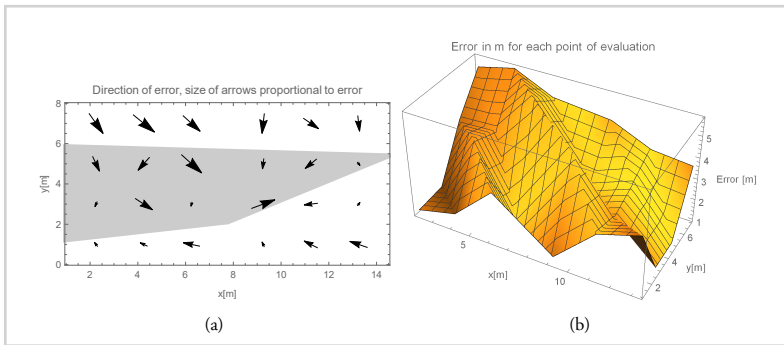 Direction of error, size of arrows proportional to error
8
6
4
2
0
y[m]
2 4 6 8 10 12 14
x[m]
(a)
Error in m for each point of evaluation
5
4
3
2
1
Error [m]
6
4
2
y[m]
5
10
x[m]
(b)